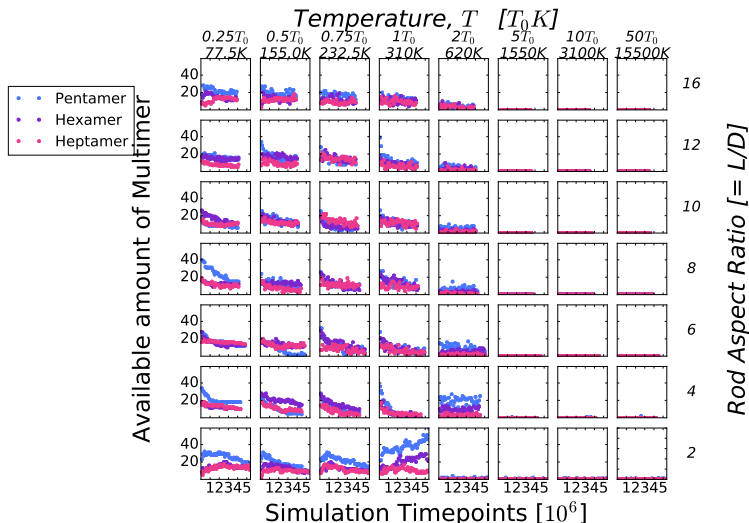 Temperature, T [T₀K]
0.25T₀ 0.5T₀ 0.75T₀ 1T₀ 2T₀ 5T₀ 10T₀ 50T₀
77.5K 155.0K 232.5K 310K 620K 1550K 3100K 15500K
Pentamer
Hexamer
Heptamer
Available amount of Multimer
40
20
16
40
20
12
40
20
10
40
20
8
40
20
6
40
20
4
40
20
2
Rod Aspect Ratio [= L/D]
12345 12345 12345 12345 12345 12345 12345 12345
Simulation Timepoints [10⁶]